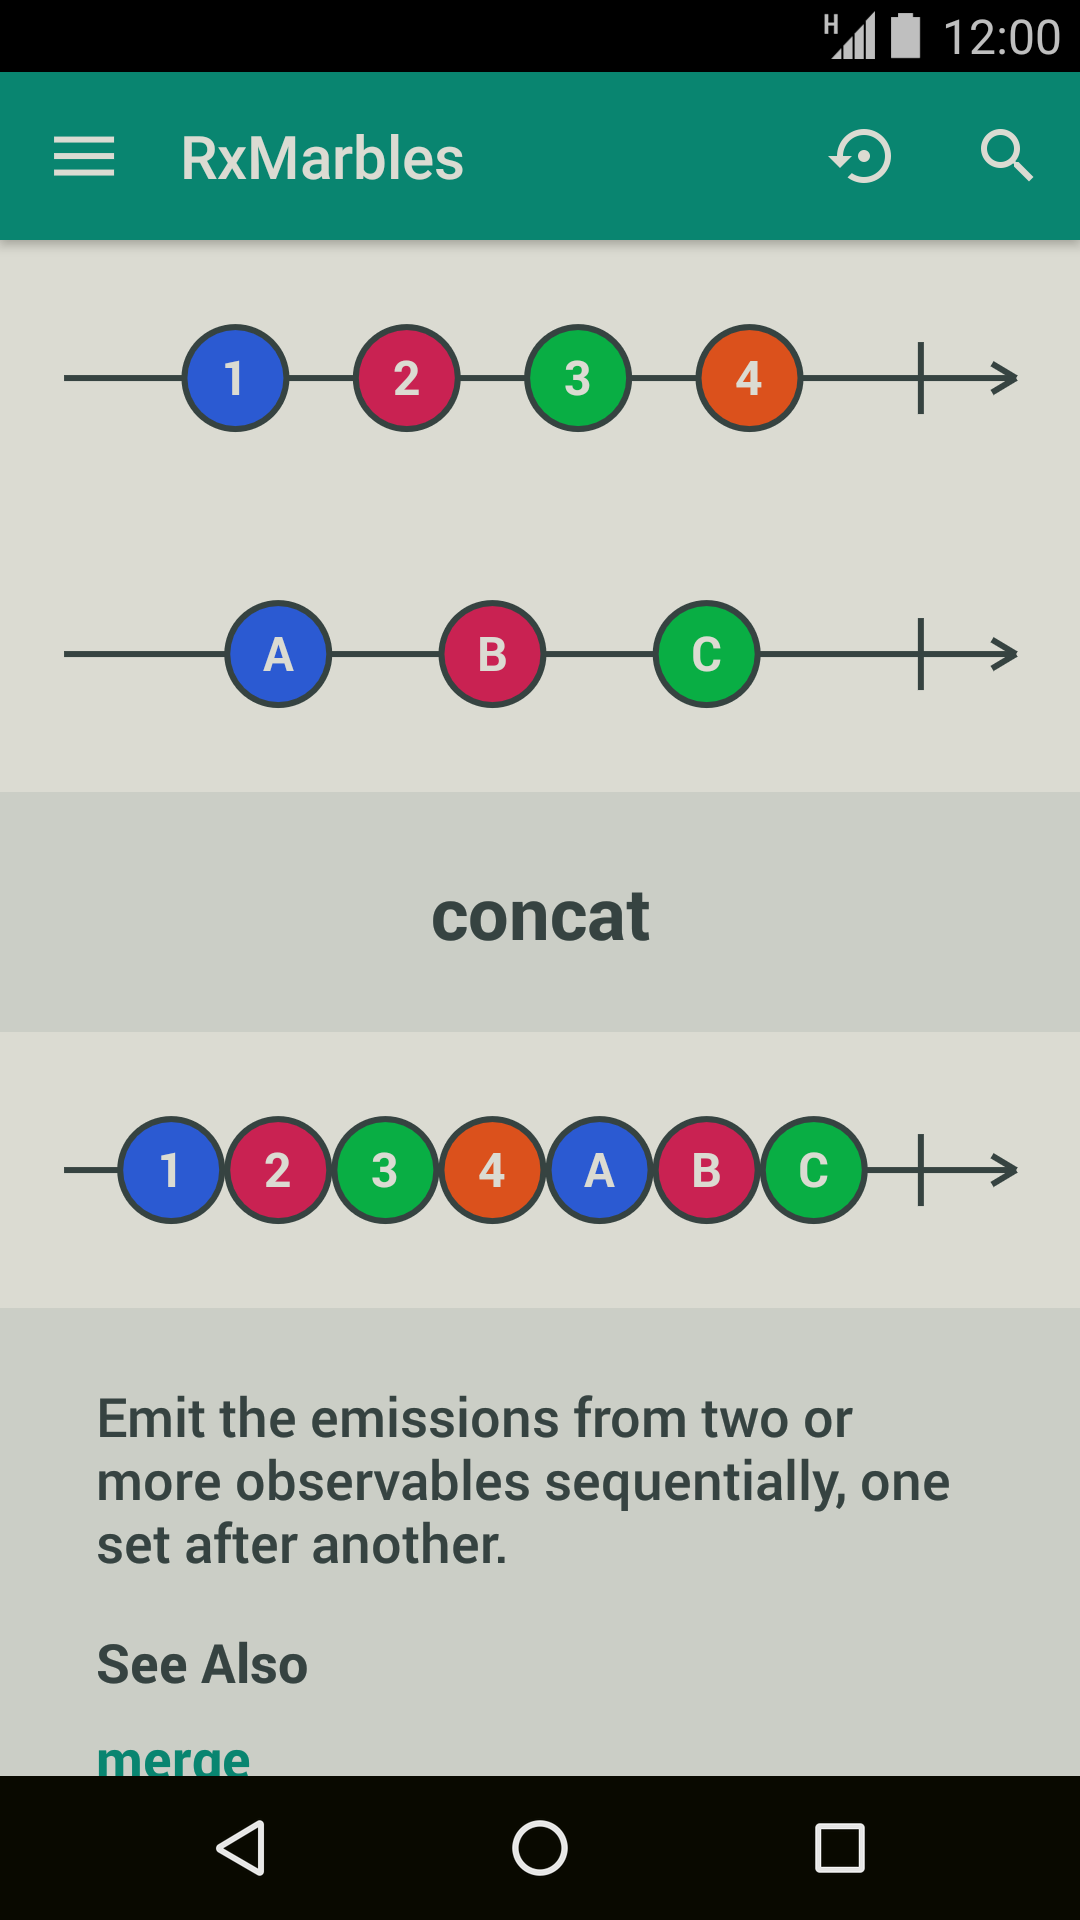 H 12:00
RxMarbles
1 2 3 4
A B C
concat
1 2 3 4 A B C
Emit the emissions from two or
more observables sequentially, one
set after another.
See Also
merge